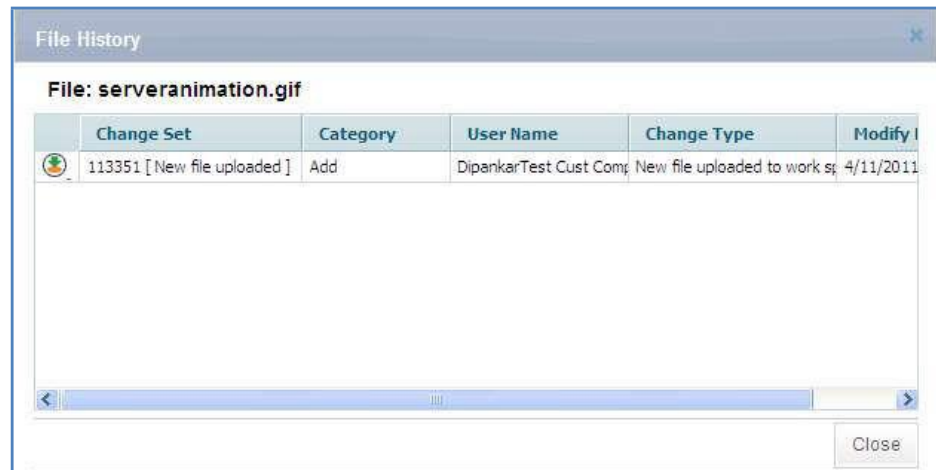 File History
File: serveranimation.gif
Change Set Category User Name Change Type Modify
113351 [ New file uploaded ] Add DipankarTest Cust Comp New file uploaded to work sp 4/11/2011
Close